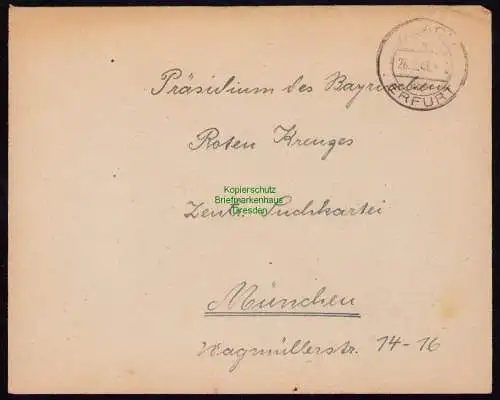 ERFURT
Präsidium des Bayrischen
Roten Kreuzes
Kopierschutz
Briefmarkenhaus
Dresden
Zentr. Suchkartei
München
Wagmüllerstr. 14-16